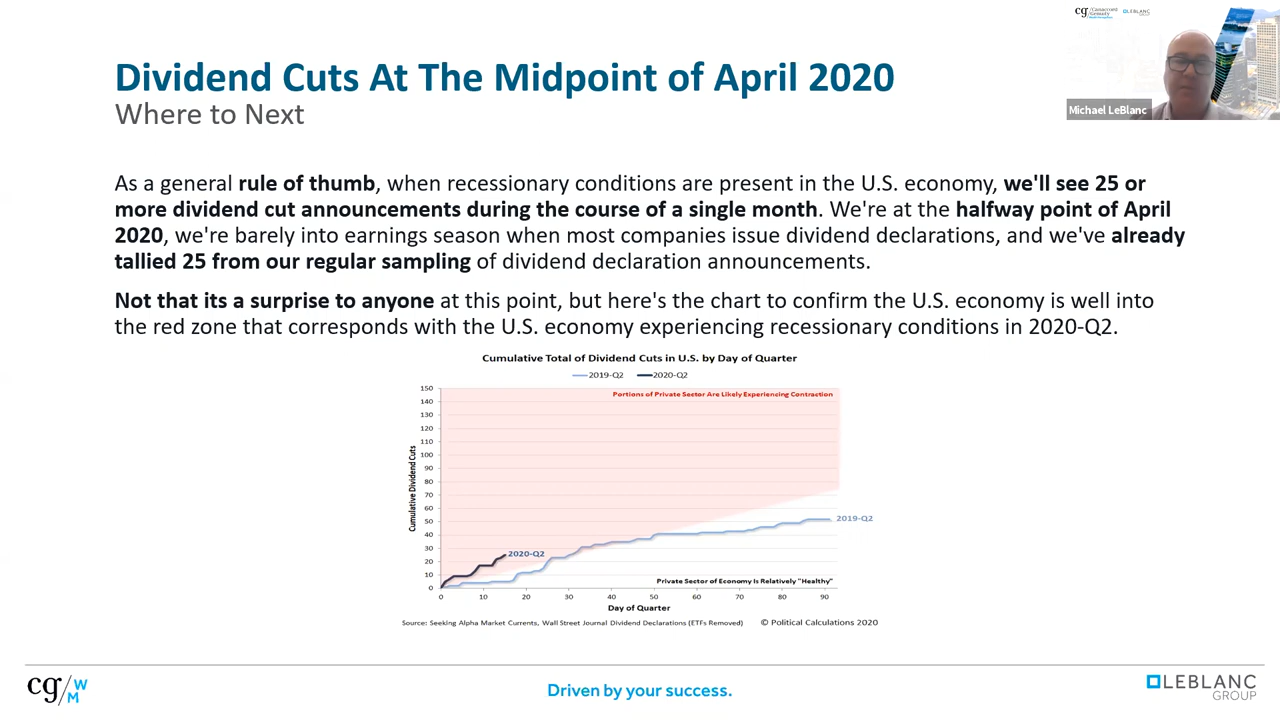 cg/ Canaccord Genuity
LEBLANC GROUP
Dividend Cuts At The Midpoint of April 2020
Where to Next
Michael LeBlanc
As a general rule of thumb, when recessionary conditions are present in the U.S. economy, we'll see 25 or
more dividend cut announcements during the course of a single month. We're at the halfway point of April
2020, we're barely into earnings season when most companies issue dividend declarations, and we've already
tallied 25 from our regular sampling of dividend declaration announcements.
Not that its a surprise to anyone at this point, but here's the chart to confirm the U.S. economy is well into
the red zone that corresponds with the U.S. economy experiencing recessionary conditions in 2020-Q2.
Cumulative Total of Dividend Cuts in U.S. by Day of Quarter
2019-Q2 2020-Q2
Portions of Private Sector Are Likely Experiencing Contraction
150
140
130
120
110
100
90
80
70
60
50
40
30
20
10
0
Cumulative Dividend Cuts
2019-Q2
2020-Q2
Private Sector of Economy Is Relatively "Healthy"
0 10 20 30 40 50 60 70 80 90
Day of Quarter
Source: Seeking Alpha Market Currents, Wall Street Journal Dividend Declarations (ETFs Removed) © Political Calculations 2020
cg/WM
Driven by your success.
LEBLANC
GROUP